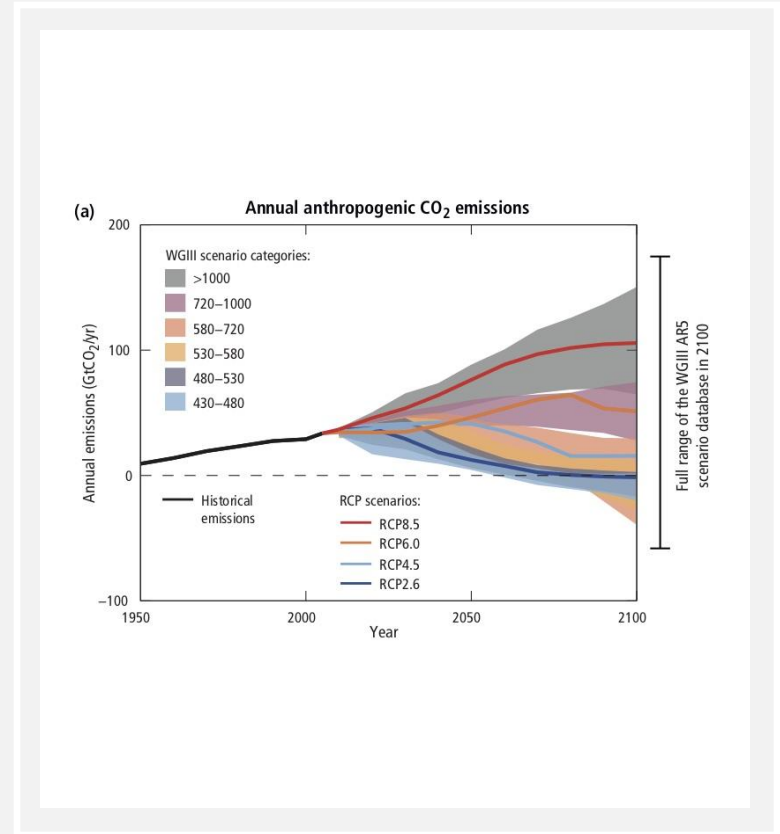 (a)
Annual anthropogenic CO₂ emissions
200
100
0
−100
Annual emissions (GtCO₂/yr)
WGIII scenario categories:
>1000
720−1000
580−720
530−580
480−530
430−480
Historical
emissions
RCP scenarios:
RCP8.5
RCP6.0
RCP4.5
RCP2.6
1950
2000
2050
2100
Year
Full range of the WGIII AR5
scenario database in 2100